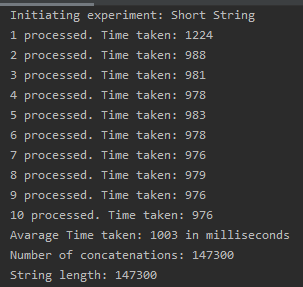 Initiating experiment: Short String
1 processed. Time taken: 1224
2 processed. Time taken: 988
3 processed. Time taken: 981
4 processed. Time taken: 978
5 processed. Time taken: 983
6 processed. Time taken: 978
7 processed. Time taken: 976
8 processed. Time taken: 979
9 processed. Time taken: 976
10 processed. Time taken: 976
Avarage Time taken: 1003 in milliseconds
Number of concatenations: 147300
String length: 147300